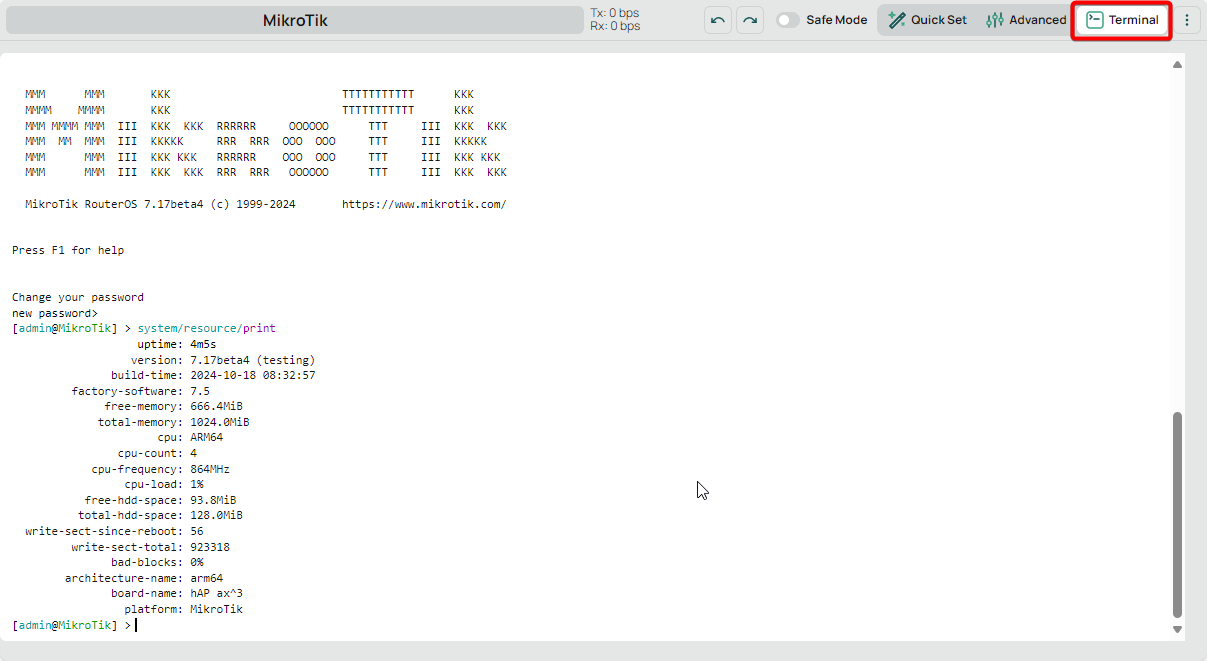 MikroTik
Tx: 0 bps
Rx: 0 bps
Safe Mode
Quick Set
Advanced
Terminal
MMM      MMM       KKK                          TTTTTTTTTTT      KKK
MMMM    MMMM       KKK                          TTTTTTTTTTT      KKK
MMM MMMM MMM  III  KKK  KKK  RRRRRR     OOOOOO      TTT     III  KKK  KKK
MMM  MM  MMM  III  KKKKK     RRR  RRR  OOO  OOO     TTT     III  KKKKK
MMM      MMM  III  KKK KKK   RRRRRR    OOO  OOO     TTT     III  KKK KKK
MMM      MMM  III  KKK  KKK  RRR  RRR   OOOOOO      TTT     III  KKK  KKK
MikroTik RouterOS 7.17beta4 (c) 1999-2024       https://www.mikrotik.com/
Press F1 for help
Change your password
new password>
[admin@MikroTik] > system/resource/print
uptime: 4m5s
version: 7.17beta4 (testing)
build-time: 2024-10-18 08:32:57
factory-software: 7.5
free-memory: 666.4MiB
total-memory: 1024.0MiB
cpu: ARM64
cpu-count: 4
cpu-frequency: 864MHz
cpu-load: 1%
free-hdd-space: 93.8MiB
total-hdd-space: 128.0MiB
write-sect-since-reboot: 56
write-sect-total: 923318
bad-blocks: 0%
architecture-name: arm64
board-name: hAP ax^3
platform: MikroTik
[admin@MikroTik] >